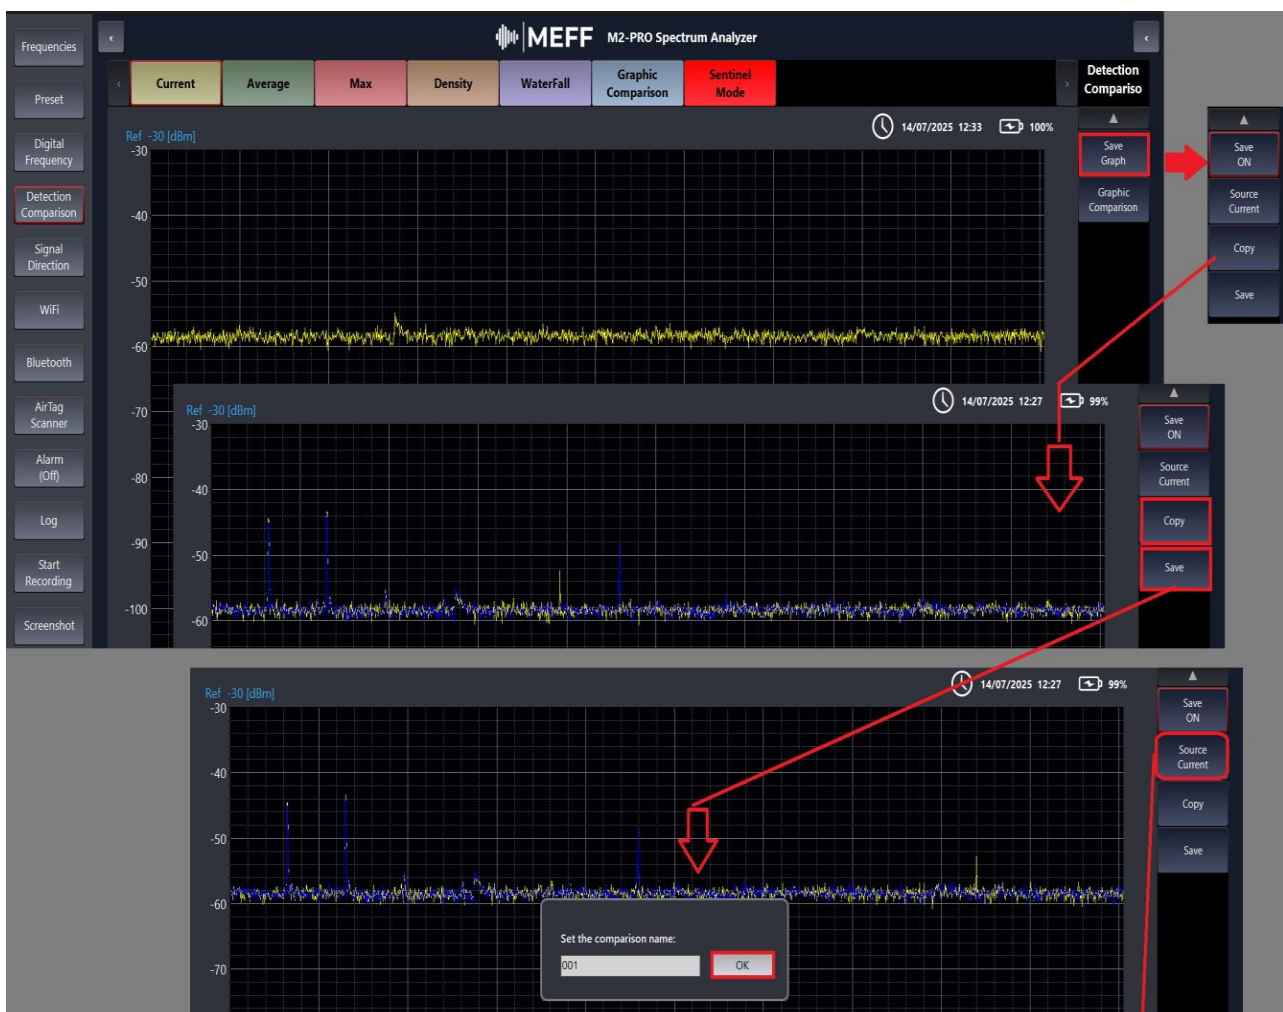 MEFF M2-PRO Spectrum Analyzer
Frequencies
Preset
Digital
Frequency
Detection
Comparison
Signal
Direction
WiFi
Bluetooth
AirTag
Scanner
Alarm
(Off)
Log
Start
Recording
Screenshot
‹
‹
‹
Current
Average
Max
Density
WaterFall
Graphic
Comparison
Sentinel
Mode
›
Detection
Compariso
Ref -30 [dBm]
14/07/2025 12:33 100%
-30
-40
-50
-60
-70
-80
-90
-100
Save
Graph
Graphic
Comparison
Save
ON
Source
Current
Copy
Save
Ref -30 [dBm]
14/07/2025 12:27 99%
-30
-40
-50
-60
Save
ON
Source
Current
Copy
Save
Ref -30 [dBm]
14/07/2025 12:27 99%
-30
-40
-50
-60
-70
Save
ON
Source
Current
Copy
Save
Set the comparison name:
001
OK